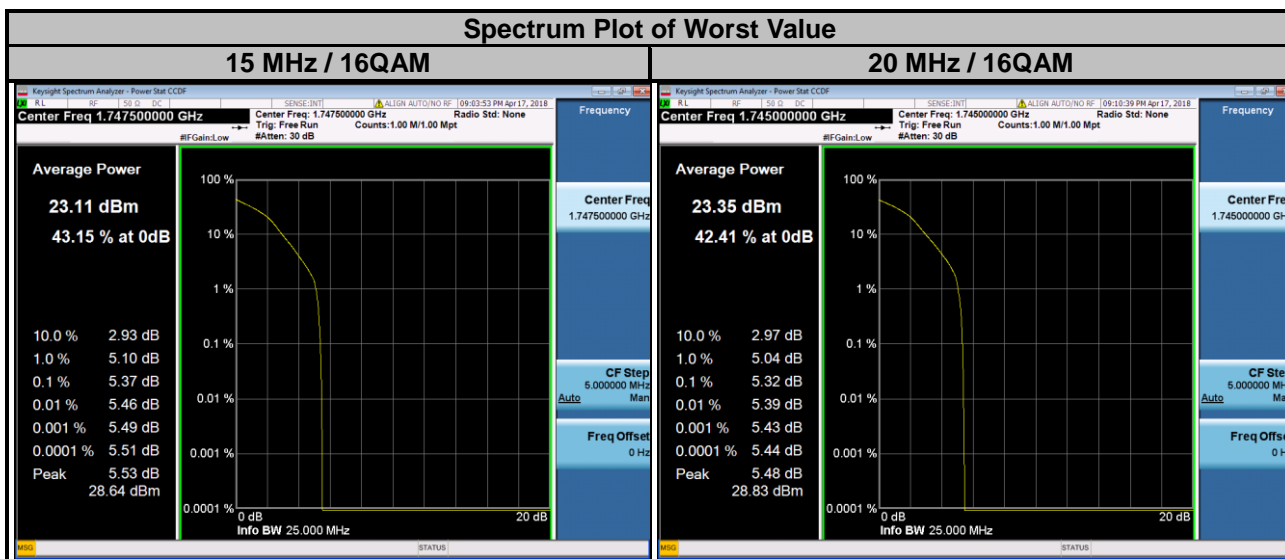 Spectrum Plot of Worst Value
15 MHz / 16QAM
20 MHz / 16QAM
Keysight Spectrum Analyzer - Power Stat CCDF
RL RF 50 Ω DC SENSE:INT ALIGN AUTO/NO RF 09:03:53 PM Apr 17, 2018
Center Freq 1.747500000 GHz
Center Freq: 1.747500000 GHz Radio Std: None
Trig: Free Run Counts:1.00 M/1.00 Mpt
#IFGain:Low #Atten: 30 dB
Frequency
Average Power
23.11 dBm
43.15 % at 0dB
10.0 % 2.93 dB
1.0 % 5.10 dB
0.1 % 5.37 dB
0.01 % 5.46 dB
0.001 % 5.49 dB
0.0001 % 5.51 dB
Peak 5.53 dB
28.64 dBm
100 %
10 %
1 %
0.1 %
0.01 %
0.001 %
0.0001 %
0 dB 20 dB
Info BW 25.000 MHz
Center Freq
1.747500000 GHz
CF Step
5.000000 MHz
Auto Man
Freq Offset
0 Hz
MSG STATUS
Keysight Spectrum Analyzer - Power Stat CCDF
RL RF 50 Ω DC SENSE:INT ALIGN AUTO/NO RF 09:10:39 PM Apr 17, 2018
Center Freq 1.745000000 GHz
Center Freq: 1.745000000 GHz Radio Std: None
Trig: Free Run Counts:1.00 M/1.00 Mpt
#IFGain:Low #Atten: 30 dB
Frequency
Average Power
23.35 dBm
42.41 % at 0dB
10.0 % 2.97 dB
1.0 % 5.04 dB
0.1 % 5.32 dB
0.01 % 5.39 dB
0.001 % 5.43 dB
0.0001 % 5.44 dB
Peak 5.48 dB
28.83 dBm
100 %
10 %
1 %
0.1 %
0.01 %
0.001 %
0.0001 %
0 dB 20 dB
Info BW 25.000 MHz
Center Fre
1.745000000 GH
CF Ste
5.000000 MH
Auto Ma
Freq Offse
0 H
MSG STATUS